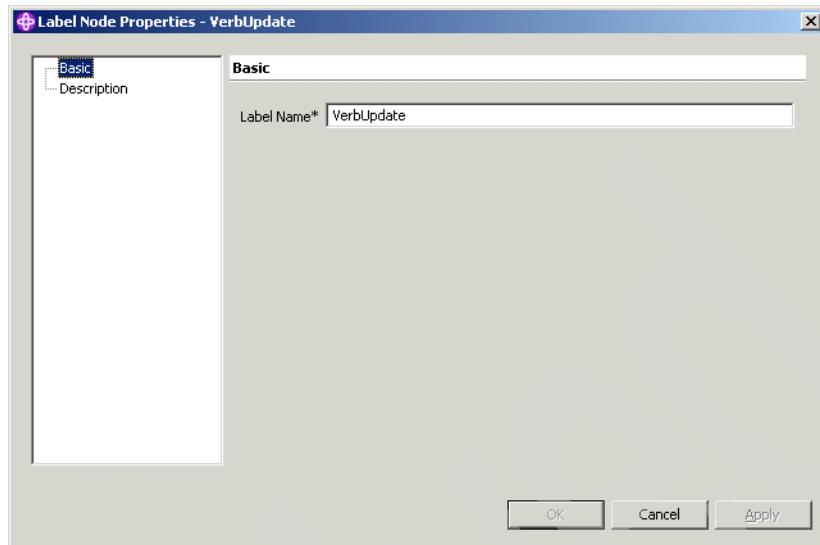 Label Node Properties - VerbUpdate
Basic
Description
Basic
Label Name* VerbUpdate
OK Cancel Apply